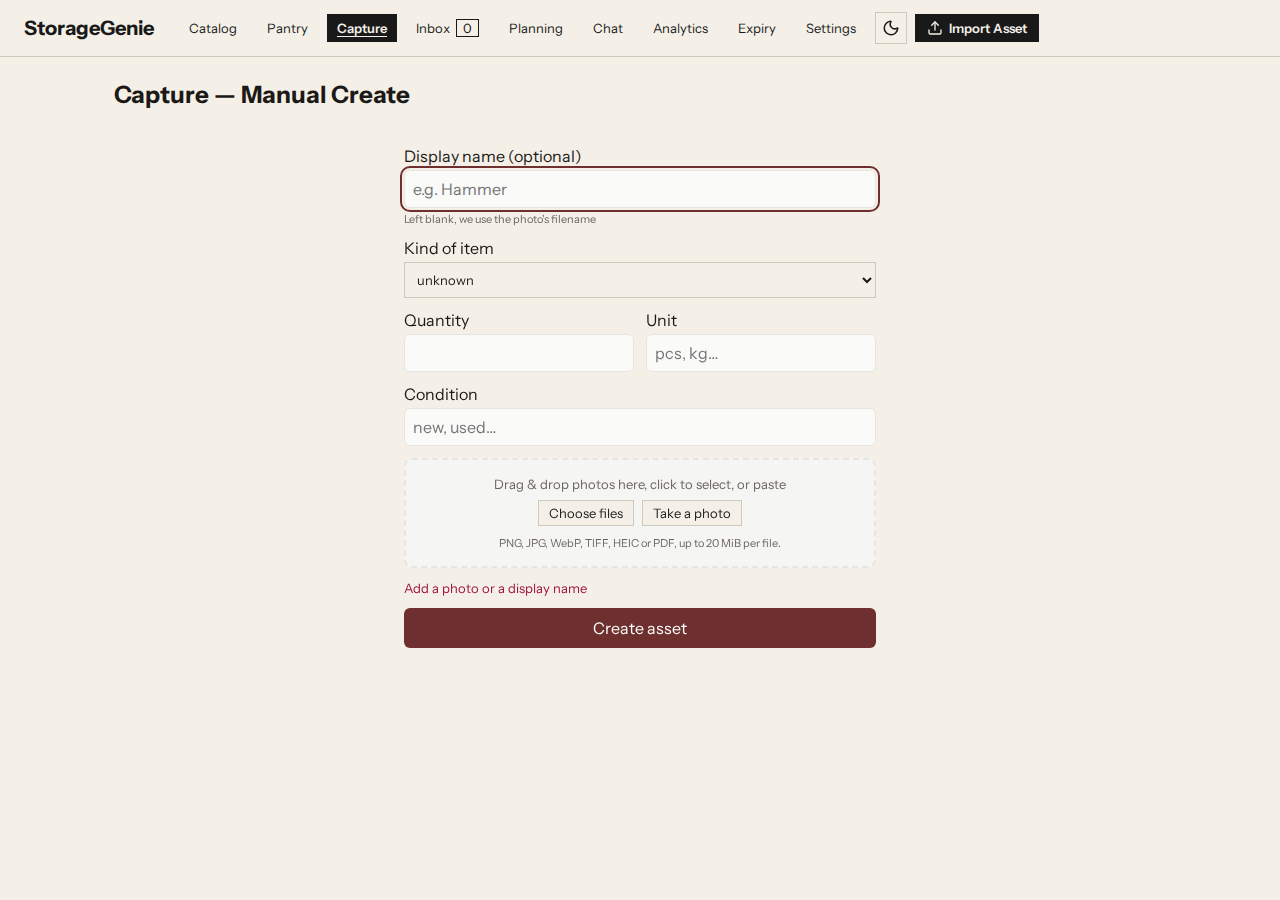 StorageGenie Catalog Pantry Capture Inbox 0 Planning Chat Analytics Expiry Settings Import Asset
Capture — Manual Create
Display name (optional)
e.g. Hammer
Left blank, we use the photo's filename
Kind of item
unknown
Quantity Unit
pcs, kg...
Condition
new, used...
Drag & drop photos here, click to select, or paste
Choose files Take a photo
PNG, JPG, WebP, TIFF, HEIC or PDF, up to 20 MiB per file.
Add a photo or a display name
Create asset